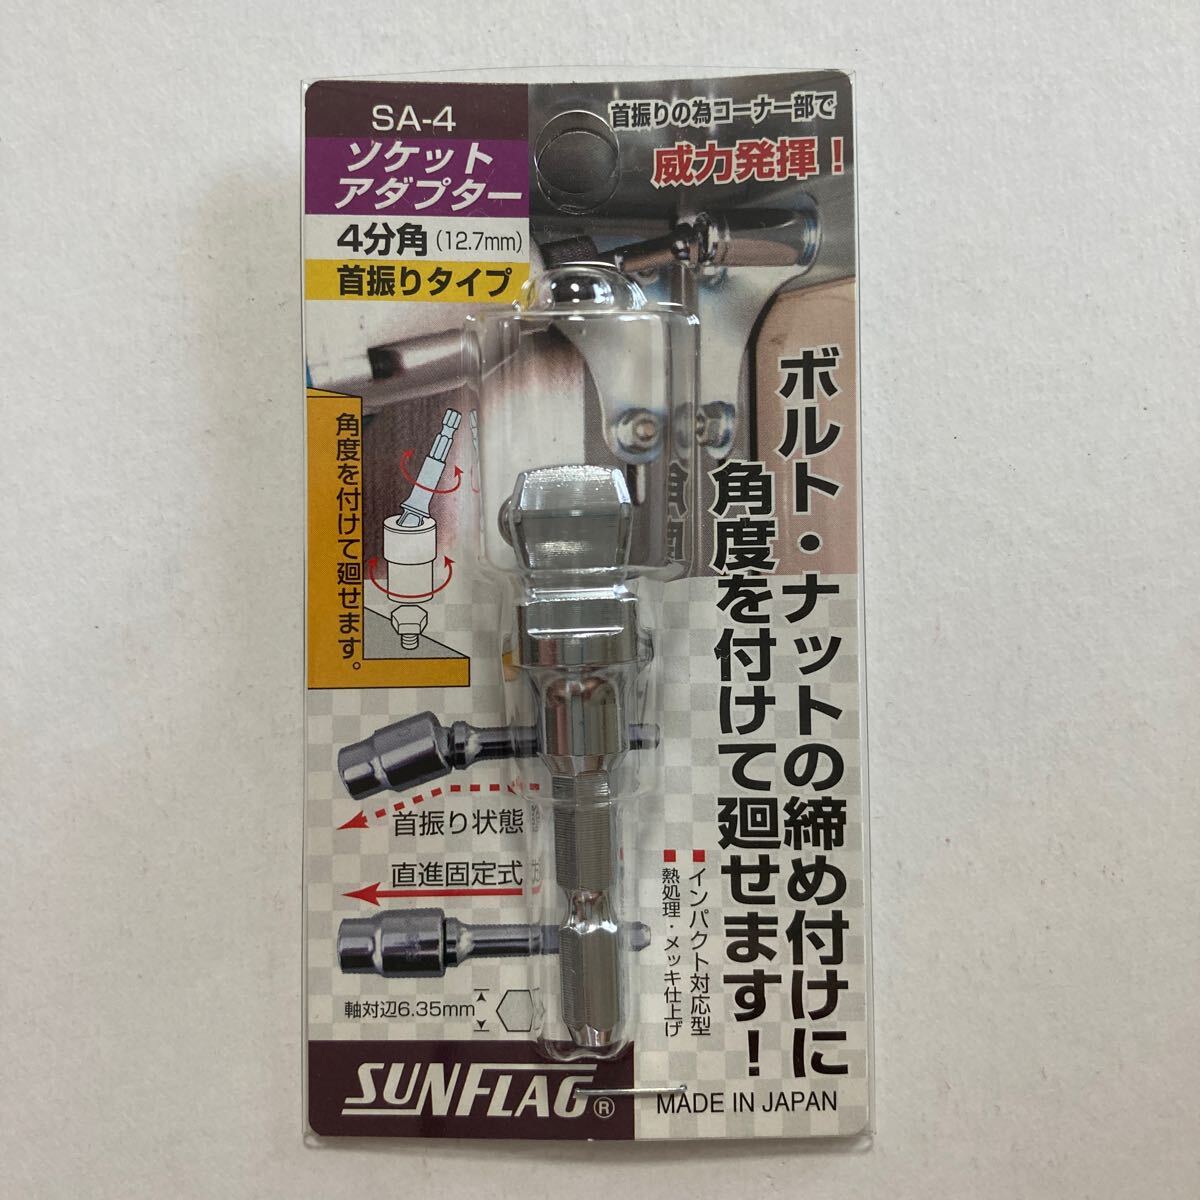 SA-4
ソケット
アダプター
4分角(12.7mm)
首振りタイプ
首振りの為コーナー部で
威力発揮！
ボルト・ナットの締め付けに
角度を付けて廻せます！
角度を付けて廻せます。
首振り状態
直進固定式
■インパクト対応型
■熱処理・メッキ仕上げ
軸対辺6.35mm
SUNFLAG®
MADE IN JAPAN